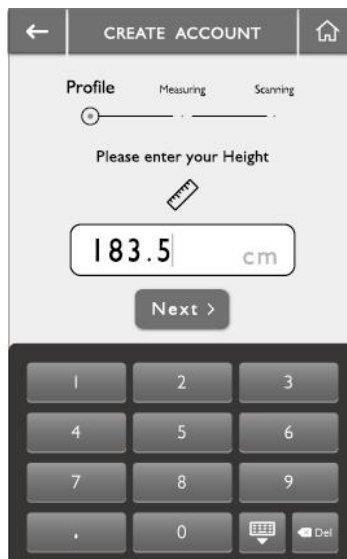 CREATE ACCOUNT
Profile Measuring Scanning
Please enter your Height
183.5 cm
Next >
1 2 3
4 5 6
7 8 9
. 0 Del